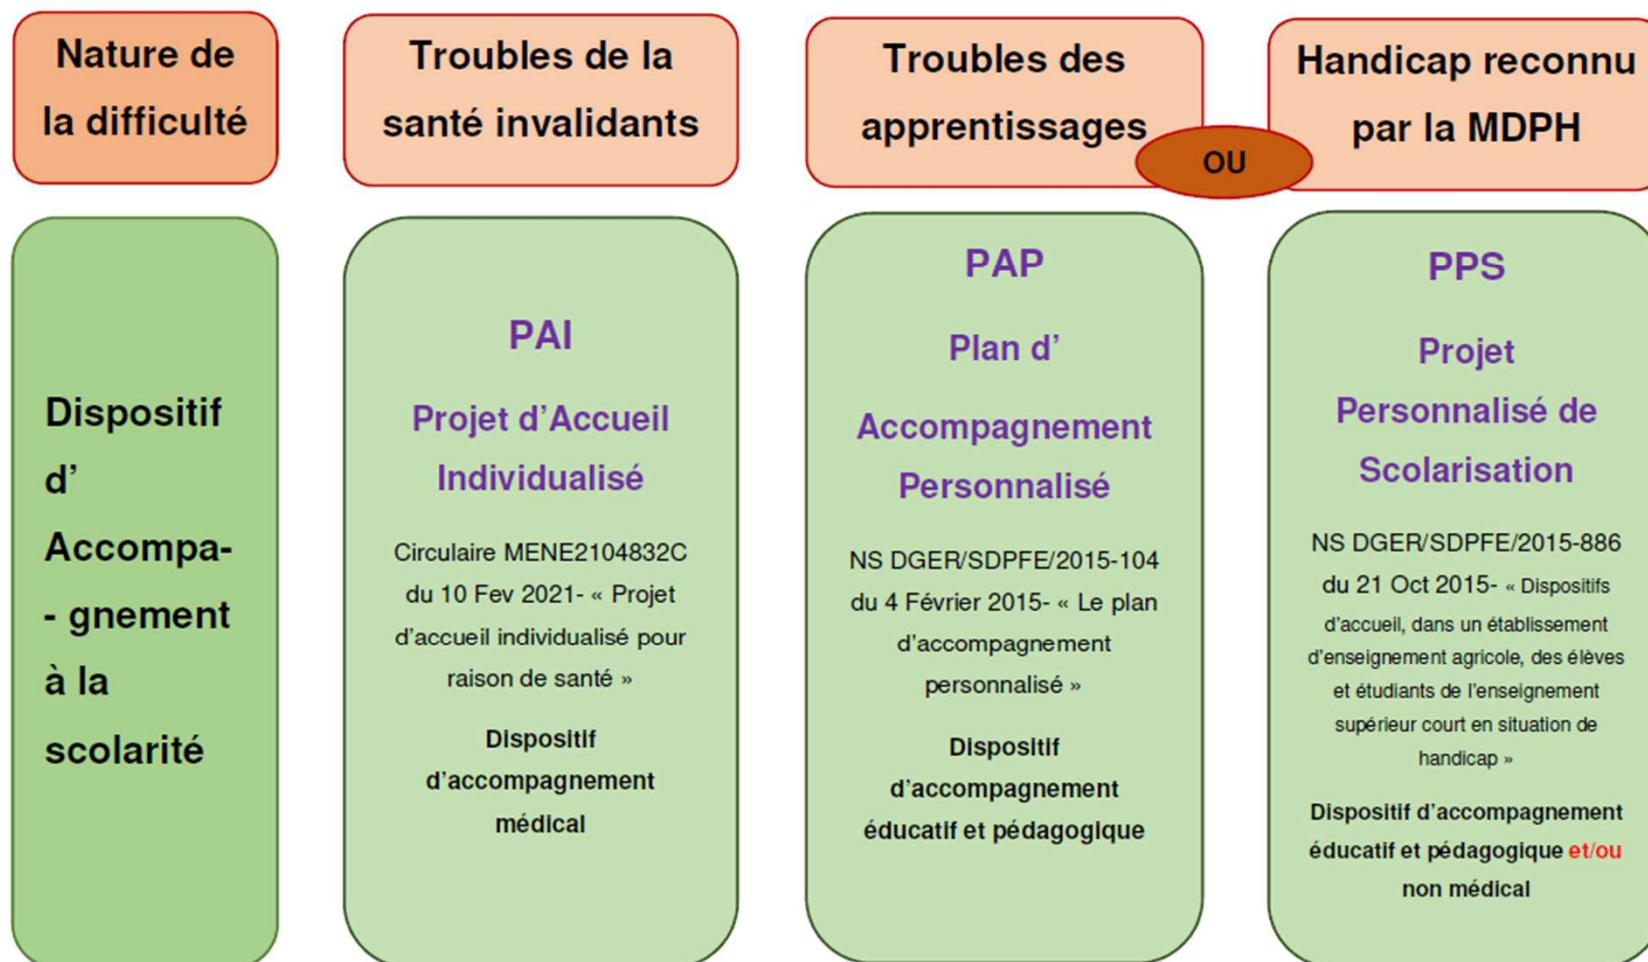 Nature de
la difficulté
Troubles de la
santé invalidants
Troubles des
apprentissages
OU
Handicap reconnu
par la MDPH
Dispositif
d’
Accompa-
- gnement
à la
scolarité
PAI
Projet d’Accueil
Individualisé
Circulaire MENE2104832C
du 10 Fev 2021- « Projet
d’accueil individualisé pour
raison de santé »
Dispositif
d’accompagnement
médical
PAP
Plan d’
Accompagnement
Personnalisé
NS DGER/SDPFE/2015-104
du 4 Février 2015- « Le plan
d’accompagnement
personnalisé »
Dispositif
d’accompagnement
éducatif et pédagogique
PPS
Projet
Personnalisé de
Scolarisation
NS DGER/SDPFE/2015-886
du 21 Oct 2015- « Dispositifs
d’accueil, dans un établissement
d’enseignement agricole, des élèves
et étudiants de l’enseignement
supérieur court en situation de
handicap »
Dispositif d’accompagnement
éducatif et pédagogique et/ou
non médical